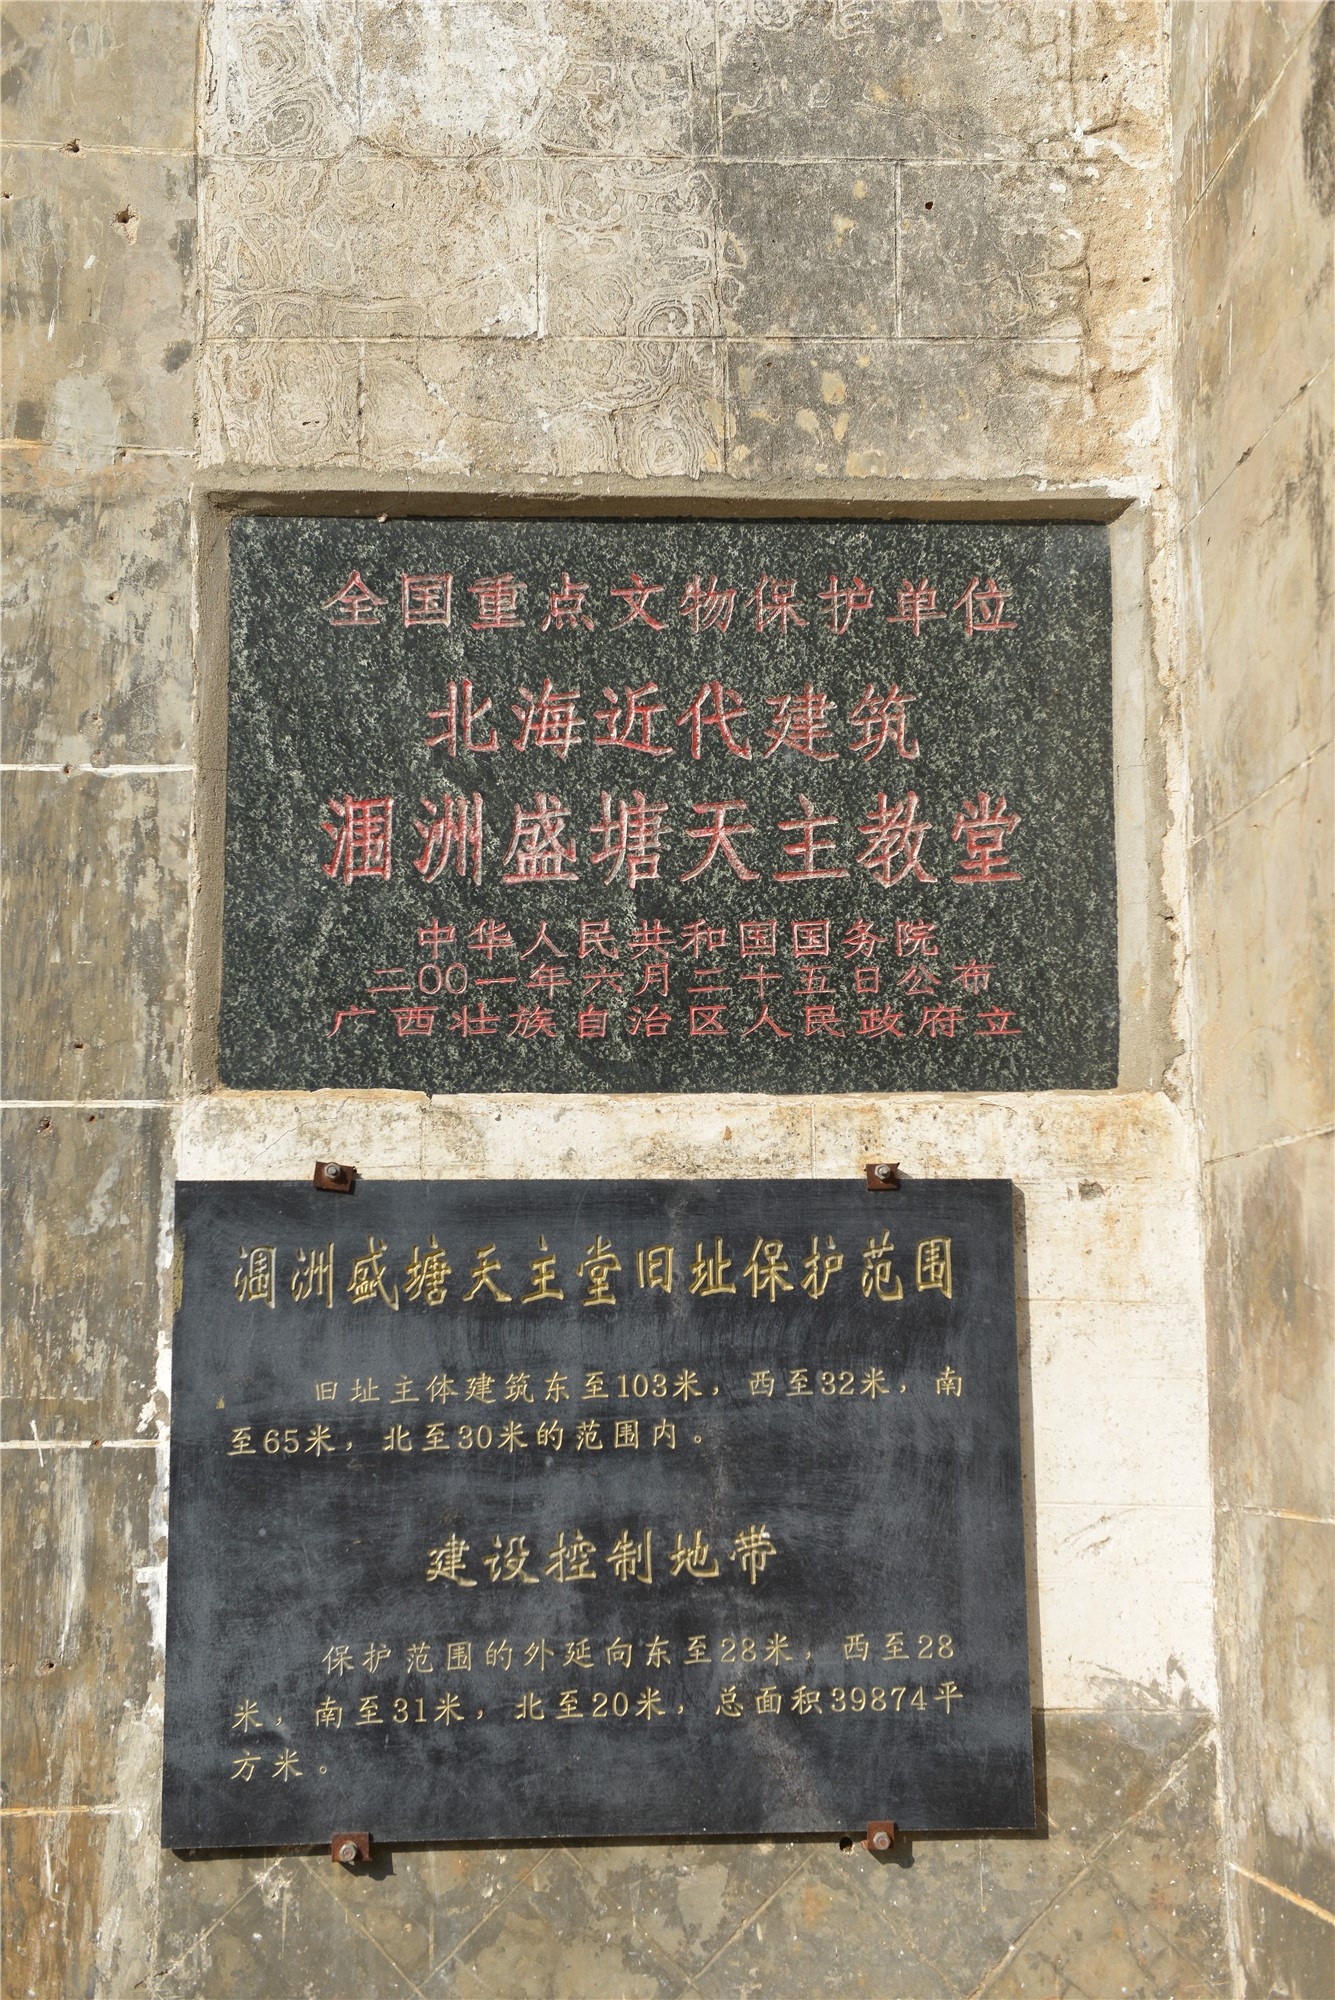 全国重点文物保护单位
北海近代建筑
涠洲盛塘天主教堂
中华人民共和国国务院
二00一年六月二十五日公布
广西壮族自治区人民政府立
涠洲盛塘天主堂旧址保护范围
旧址主体建筑东至103米，西至32米，南
至65米，北至30米的范围内。
建设控制地带
保护范围的外延向东至28米，西至28
米，南至31米，北至20米，总面积39874平
方米。